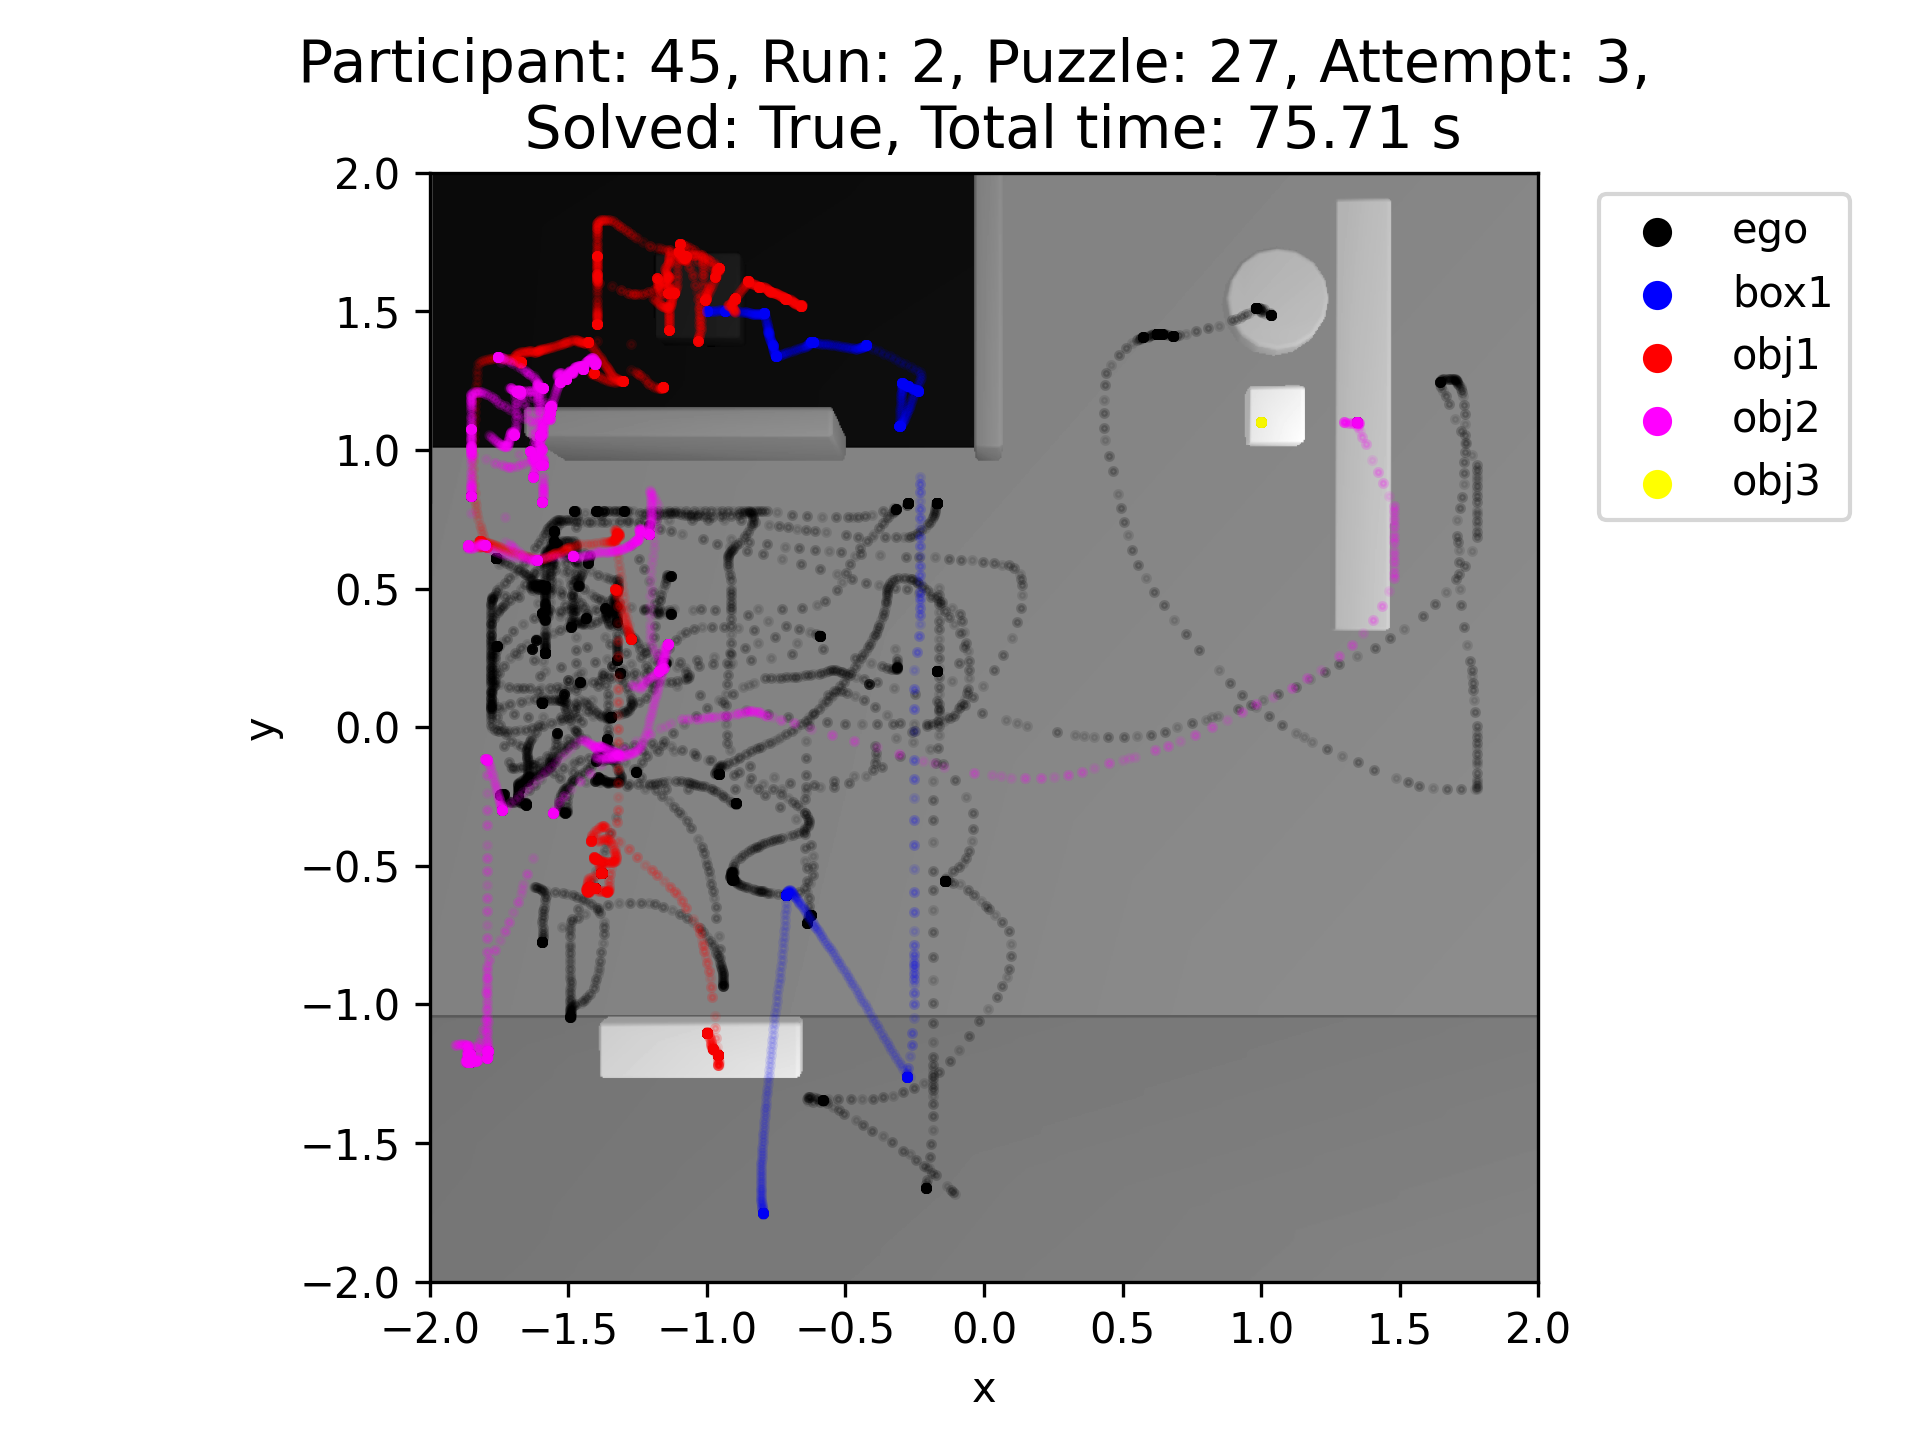 Participant: 45, Run: 2, Puzzle: 27, Attempt: 3,
Solved: True, Total time: 75.71 s
2.0
1.5
1.0
0.5
0.0
−0.5
−1.0
−1.5
−2.0
y
−2.0 −1.5 −1.0 −0.5 0.0 0.5 1.0 1.5 2.0
x
ego
box1
obj1
obj2
obj3